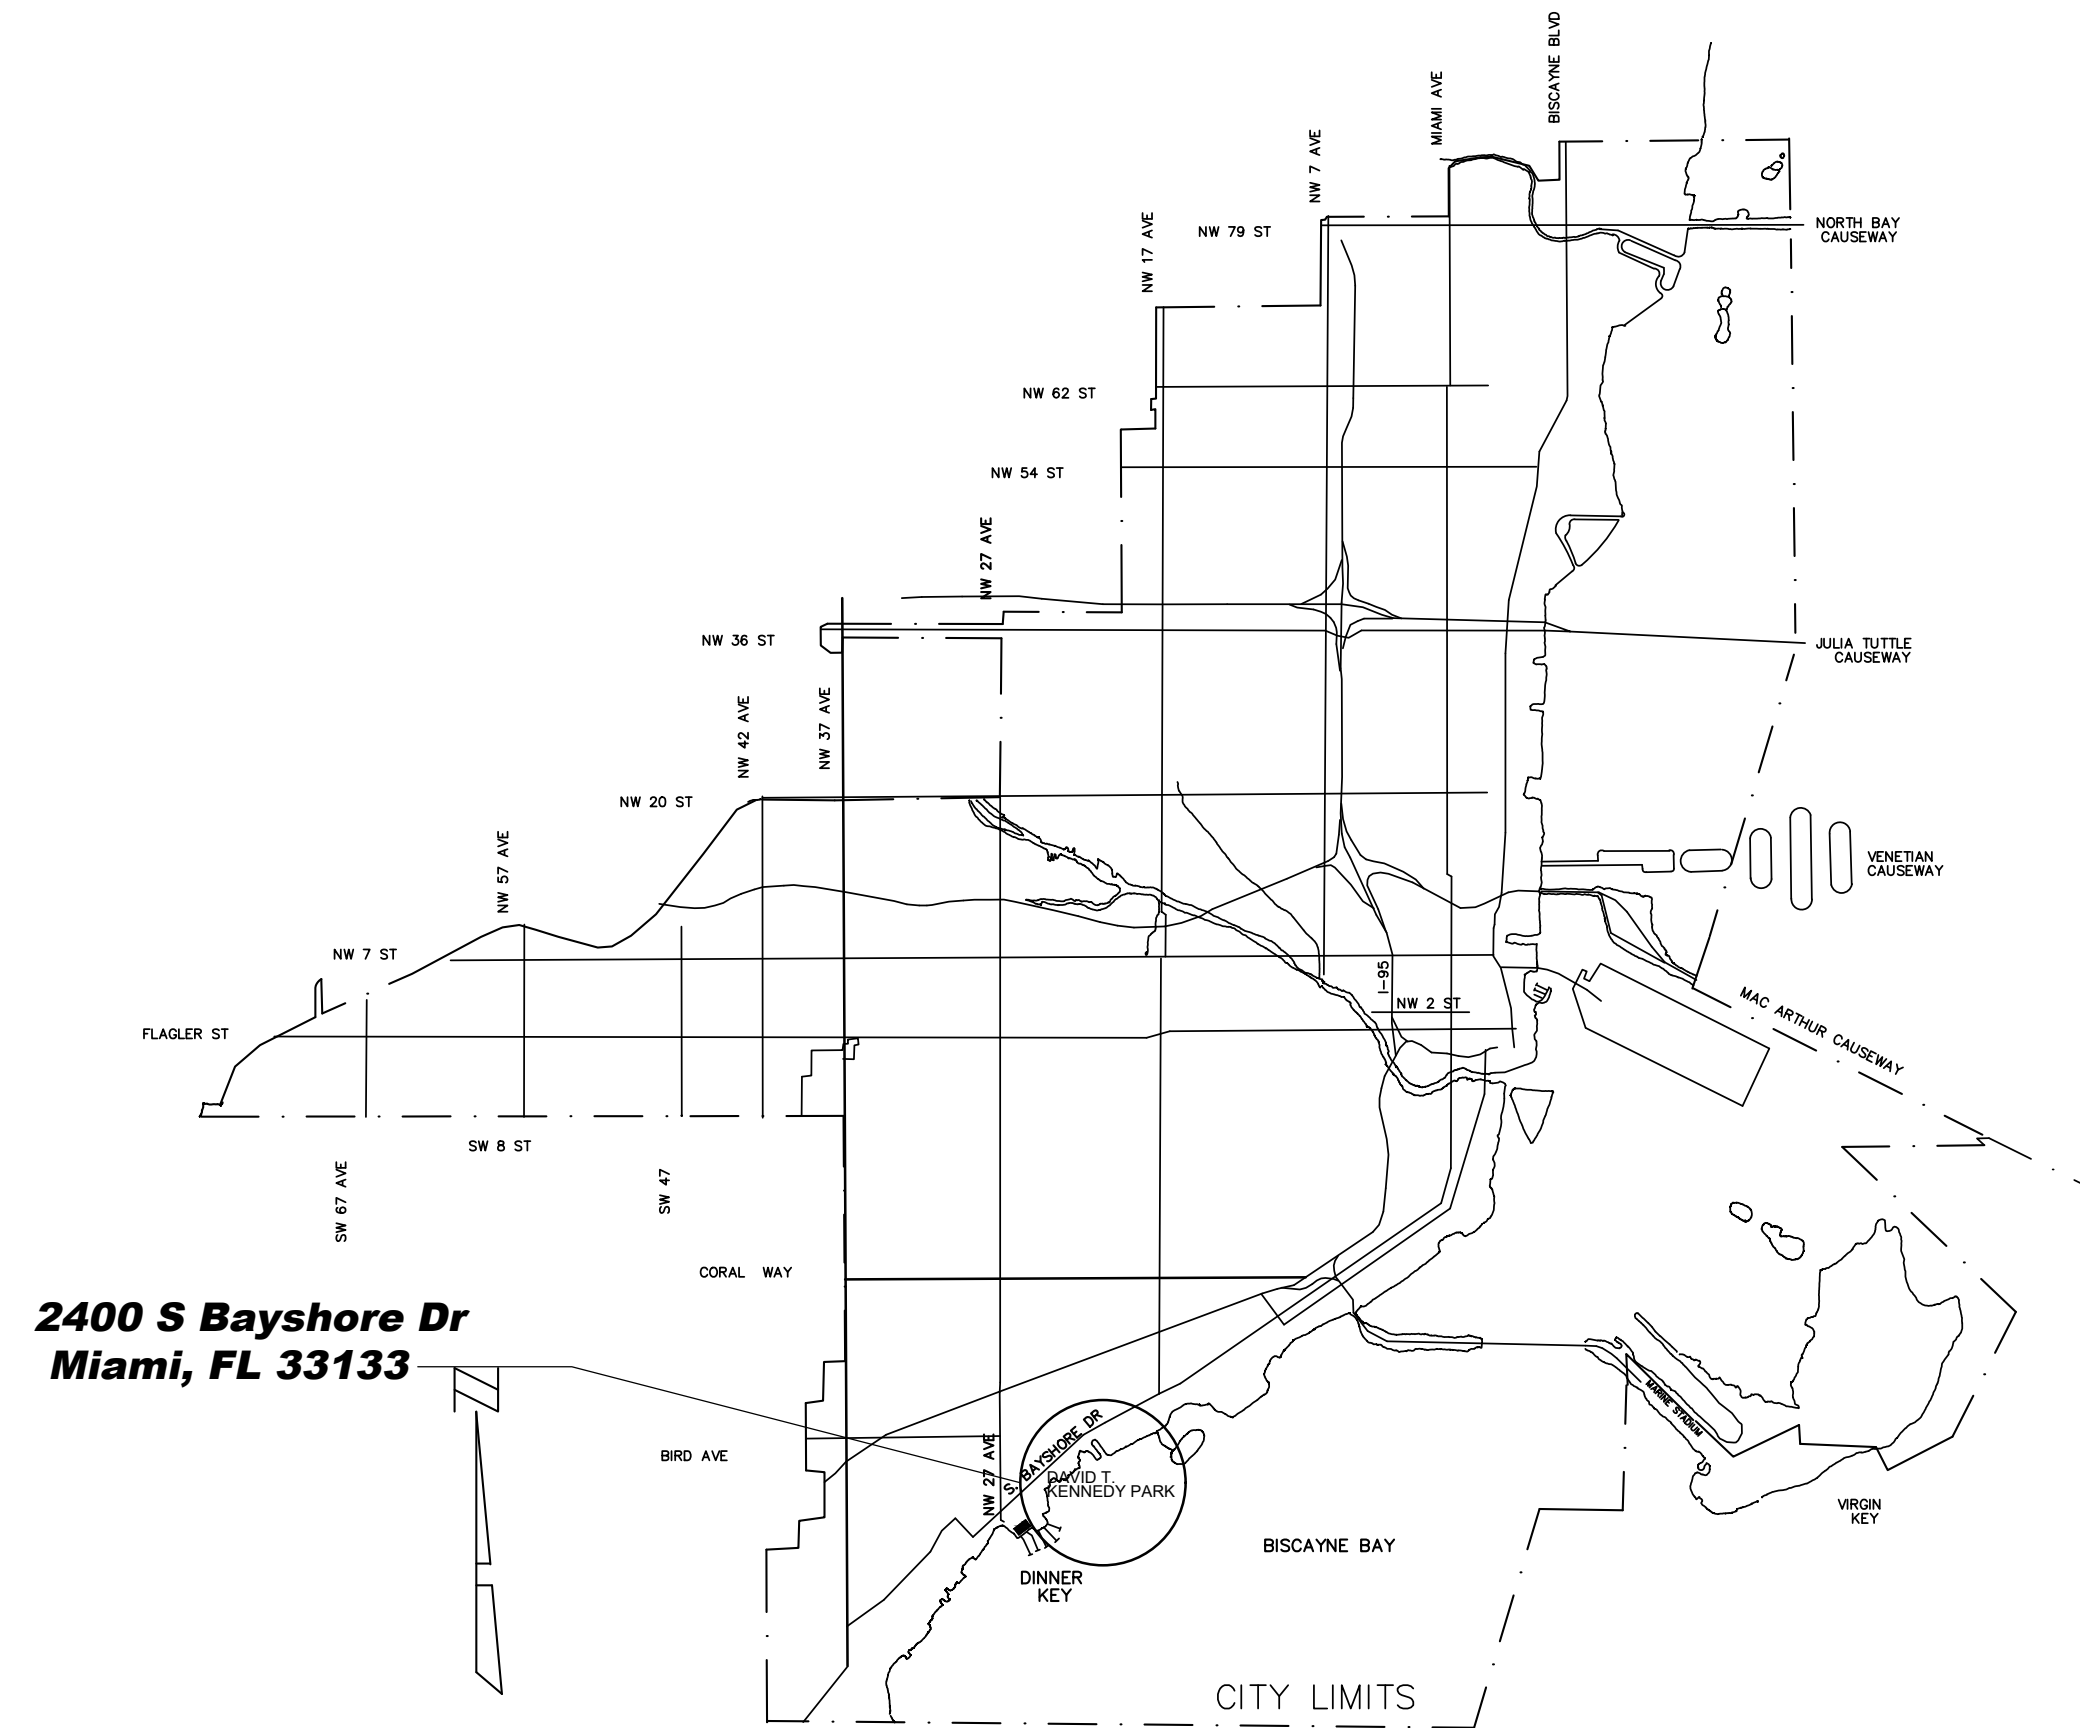 BISCAYNE BLVD
MIAMI AVE
NW 7 AVE
NW 17 AVE
NW 79 ST
NORTH BAY
CAUSEWAY
NW 62 ST
NW 54 ST
NW 27 AVE
NW 36 ST
JULIA TUTTLE
CAUSEWAY
NW 42 AVE
NW 37 AVE
NW 20 ST
NW 57 AVE
VENETIAN
CAUSEWAY
NW 7 ST
I-95
NW 2 ST
MAC ARTHUR CAUSEWAY
FLAGLER ST
SW 8 ST
SW 67 AVE
SW 47
CORAL WAY
2400 S Bayshore Dr
Miami, FL 33133
MARINE STADIUM
BIRD AVE
NW 27 AVE
S. BAYSHORE DR
DAVID T.
KENNEDY PARK
VIRGIN
KEY
BISCAYNE BAY
DINNER
KEY
CITY LIMITS
N